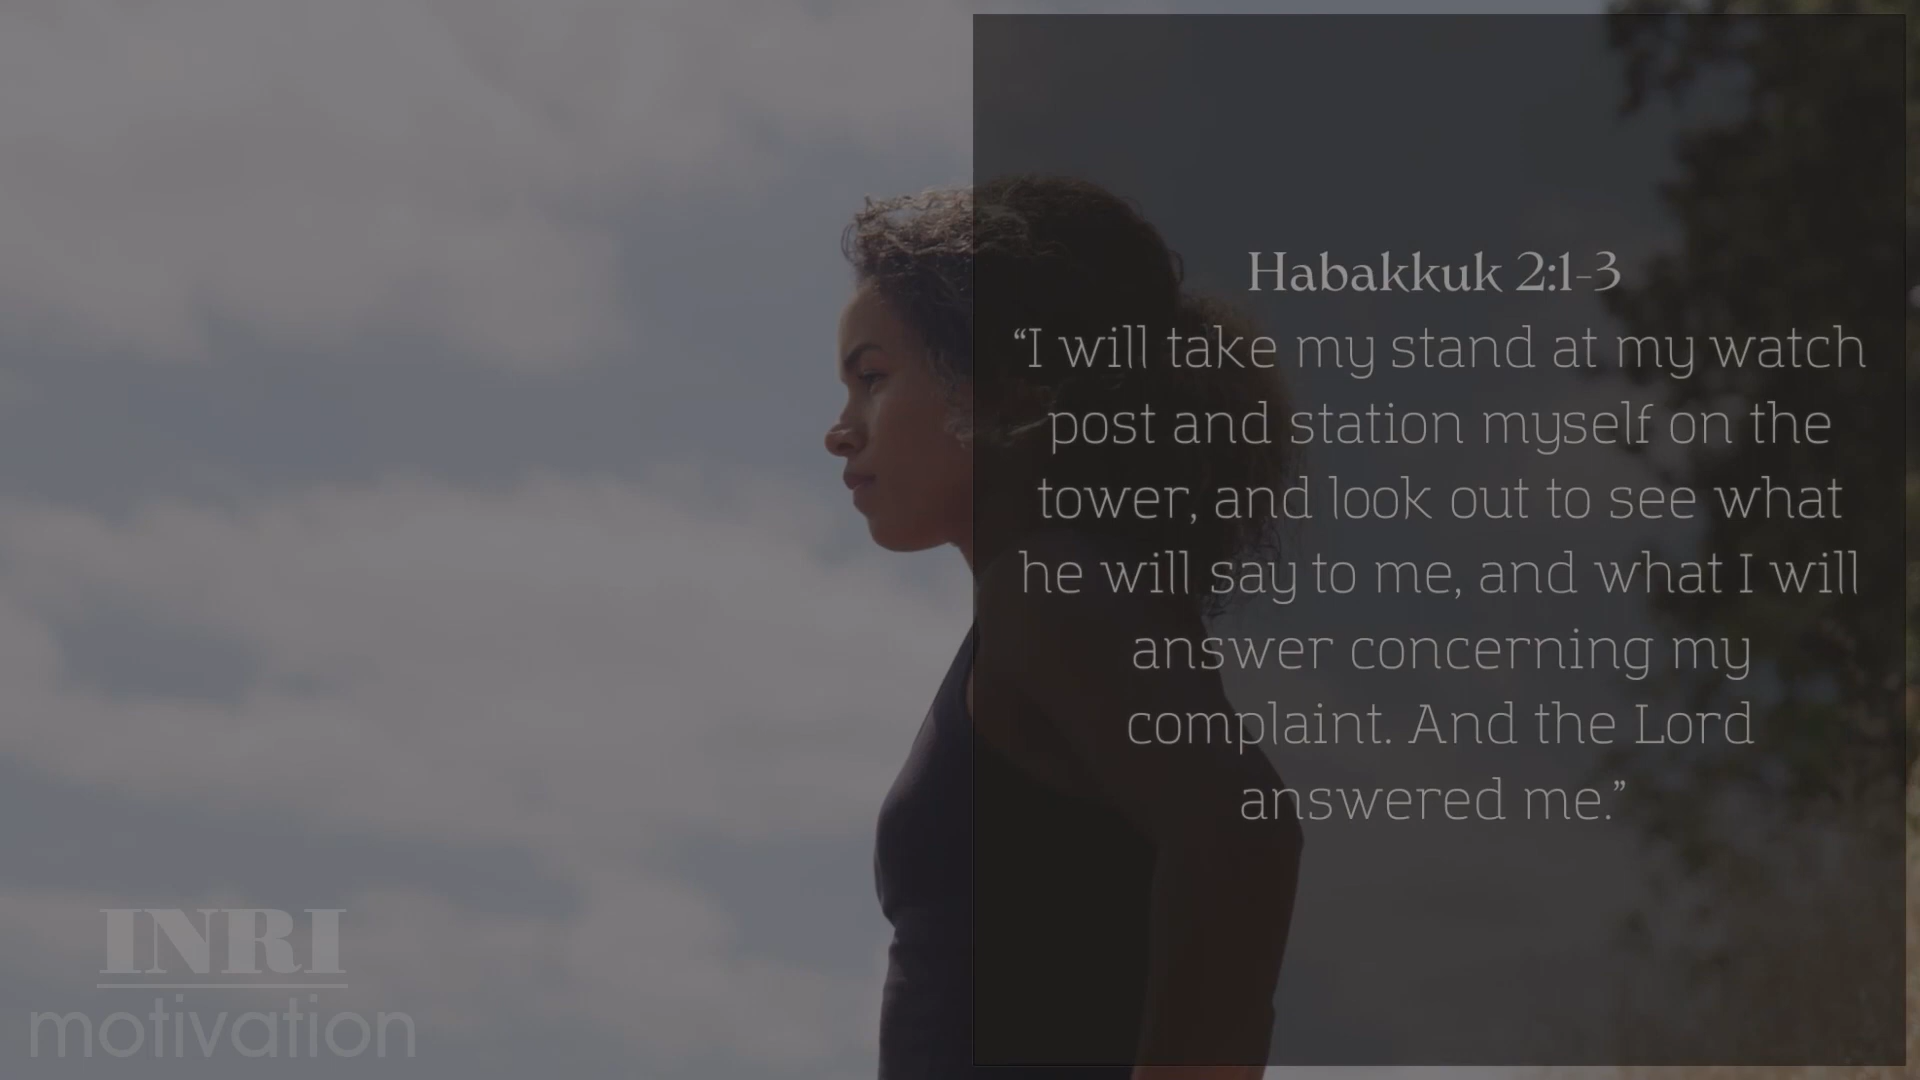 Habakkuk 2:1-3
“I will take my stand at my watch
post and station myself on the
tower, and look out to see what
he will say to me, and what I will
answer concerning my
complaint. And the Lord
answered me.”
INRI
motivation